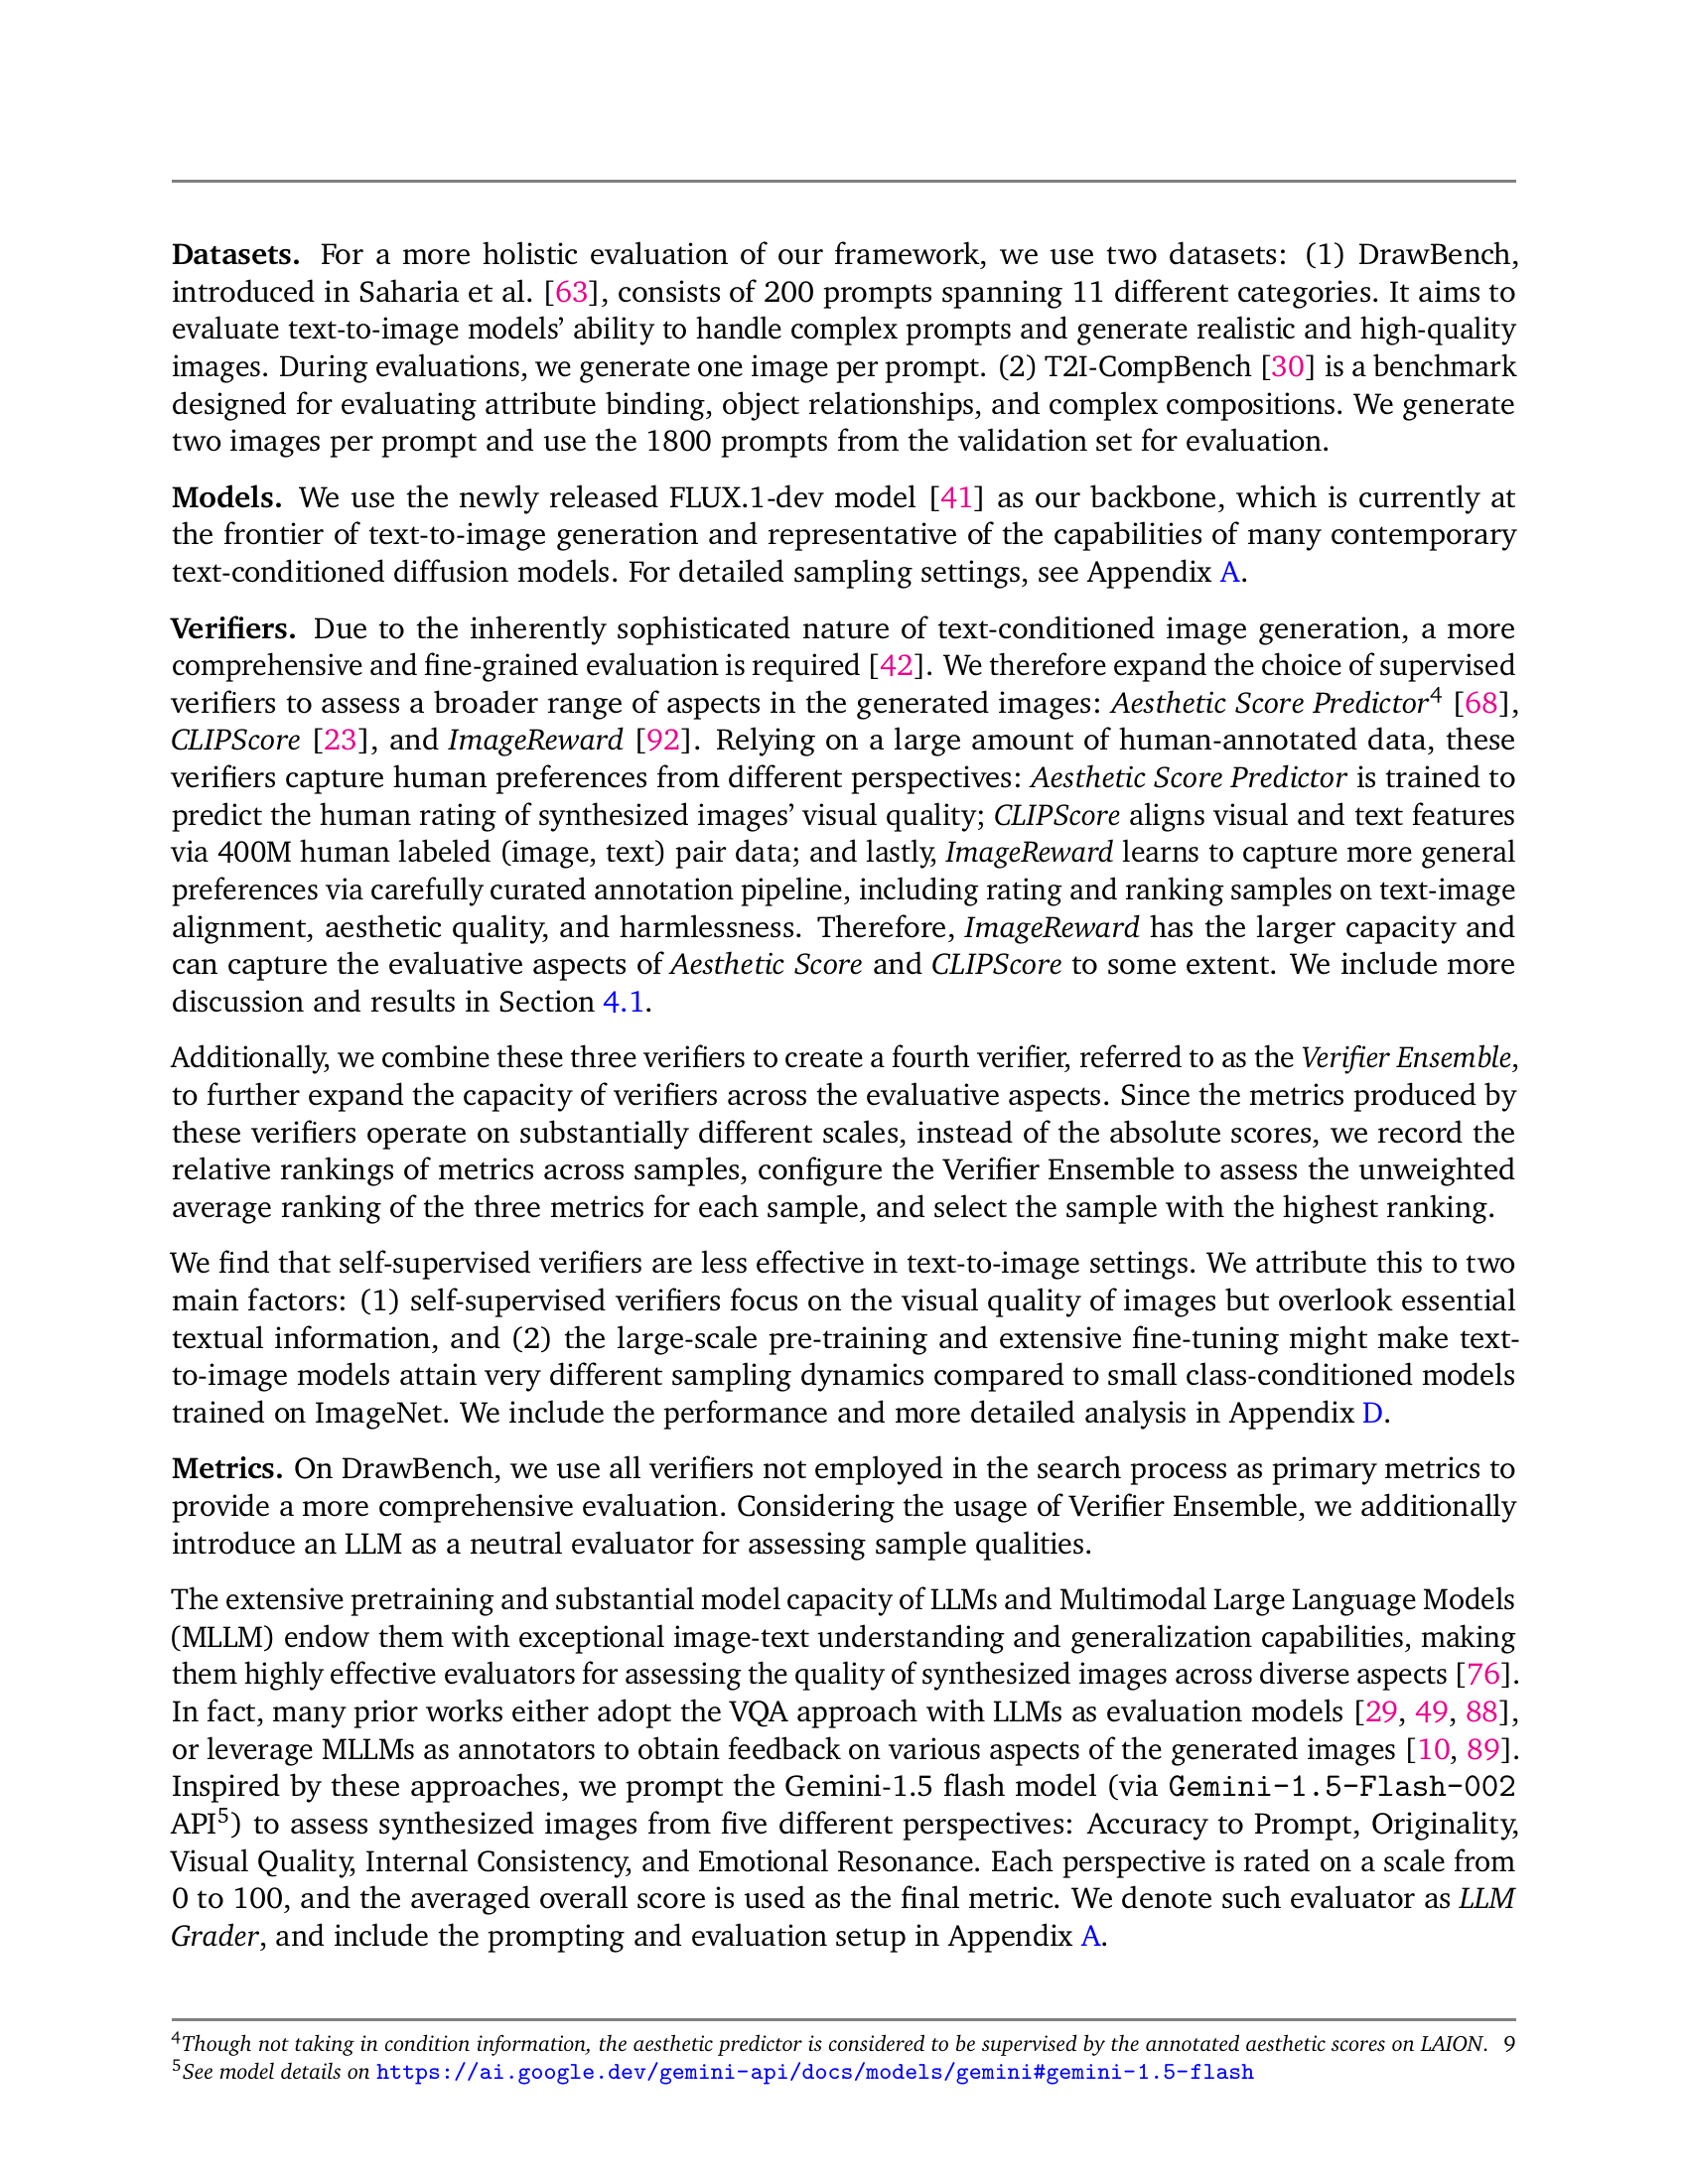 Datasets. For a more holistic evaluation of our framework, we use two datasets: (1) DrawBench,
introduced in Saharia et al. [63], consists of 200 prompts spanning 11 different categories. It aims to
evaluate text-to-image models’ ability to handle complex prompts and generate realistic and high-quality
images. During evaluations, we generate one image per prompt. (2) T2I-CompBench [30] is a benchmark
designed for evaluating attribute binding, object relationships, and complex compositions. We generate
two images per prompt and use the 1800 prompts from the validation set for evaluation.
Models. We use the newly released FLUX.1-dev model [41] as our backbone, which is currently at
the frontier of text-to-image generation and representative of the capabilities of many contemporary
text-conditioned diffusion models. For detailed sampling settings, see Appendix A.
Verifiers. Due to the inherently sophisticated nature of text-conditioned image generation, a more
comprehensive and fine-grained evaluation is required [42]. We therefore expand the choice of supervised
verifiers to assess a broader range of aspects in the generated images: Aesthetic Score Predictor⁴ [68],
CLIPScore [23], and ImageReward [92]. Relying on a large amount of human-annotated data, these
verifiers capture human preferences from different perspectives: Aesthetic Score Predictor is trained to
predict the human rating of synthesized images’ visual quality; CLIPScore aligns visual and text features
via 400M human labeled (image, text) pair data; and lastly, ImageReward learns to capture more general
preferences via carefully curated annotation pipeline, including rating and ranking samples on text-image
alignment, aesthetic quality, and harmlessness. Therefore, ImageReward has the larger capacity and
can capture the evaluative aspects of Aesthetic Score and CLIPScore to some extent. We include more
discussion and results in Section 4.1.
Additionally, we combine these three verifiers to create a fourth verifier, referred to as the Verifier Ensemble,
to further expand the capacity of verifiers across the evaluative aspects. Since the metrics produced by
these verifiers operate on substantially different scales, instead of the absolute scores, we record the
relative rankings of metrics across samples, configure the Verifier Ensemble to assess the unweighted
average ranking of the three metrics for each sample, and select the sample with the highest ranking.
We find that self-supervised verifiers are less effective in text-to-image settings. We attribute this to two
main factors: (1) self-supervised verifiers focus on the visual quality of images but overlook essential
textual information, and (2) the large-scale pre-training and extensive fine-tuning might make text-
to-image models attain very different sampling dynamics compared to small class-conditioned models
trained on ImageNet. We include the performance and more detailed analysis in Appendix D.
Metrics. On DrawBench, we use all verifiers not employed in the search process as primary metrics to
provide a more comprehensive evaluation. Considering the usage of Verifier Ensemble, we additionally
introduce an LLM as a neutral evaluator for assessing sample qualities.
The extensive pretraining and substantial model capacity of LLMs and Multimodal Large Language Models
(MLLM) endow them with exceptional image-text understanding and generalization capabilities, making
them highly effective evaluators for assessing the quality of synthesized images across diverse aspects [76].
In fact, many prior works either adopt the VQA approach with LLMs as evaluation models [29, 49, 88],
or leverage MLLMs as annotators to obtain feedback on various aspects of the generated images [10, 89].
Inspired by these approaches, we prompt the Gemini-1.5 flash model (via Gemini-1.5-Flash-002
API⁵) to assess synthesized images from five different perspectives: Accuracy to Prompt, Originality,
Visual Quality, Internal Consistency, and Emotional Resonance. Each perspective is rated on a scale from
0 to 100, and the averaged overall score is used as the final metric. We denote such evaluator as LLM
Grader, and include the prompting and evaluation setup in Appendix A.
⁴Though not taking in condition information, the aesthetic predictor is considered to be supervised by the annotated aesthetic scores on LAION. 9
⁵See model details on https://ai.google.dev/gemini-api/docs/models/gemini#gemini-1.5-flash